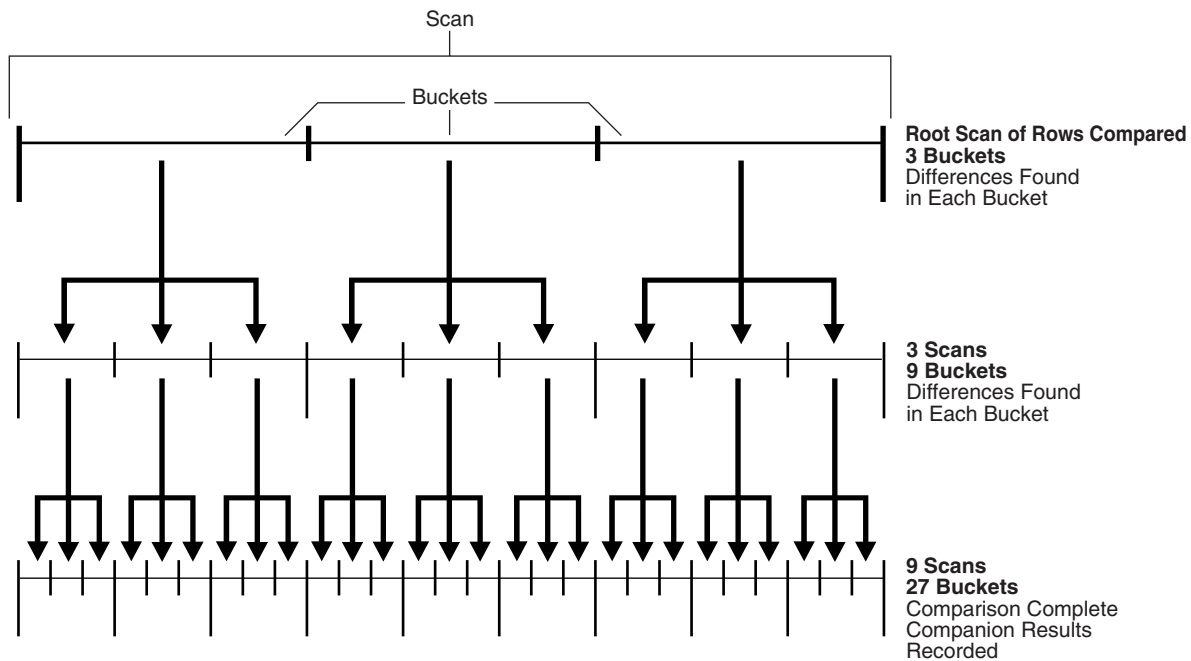 Scan
Buckets
Root Scan of Rows Compared
3 Buckets
Differences Found
in Each Bucket
3 Scans
9 Buckets
Differences Found
in Each Bucket
9 Scans
27 Buckets
Comparison Complete
Companion Results
Recorded